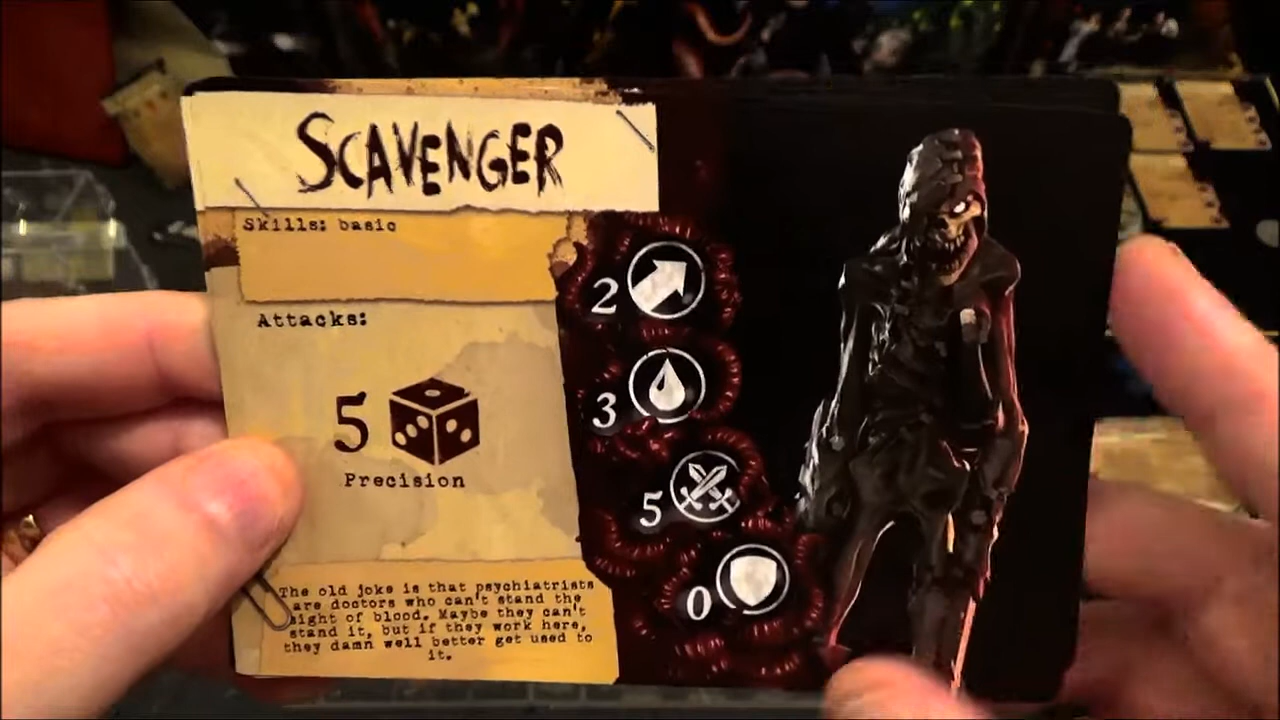 SCAVENGER
Skills: basic
Attacks:
5
Precision
2
3
5
0
The old joke is that psychiatrists
are doctors who can't stand the
sight of blood. Maybe they can't
stand it, but if they work here,
they damn well better get used to
it.